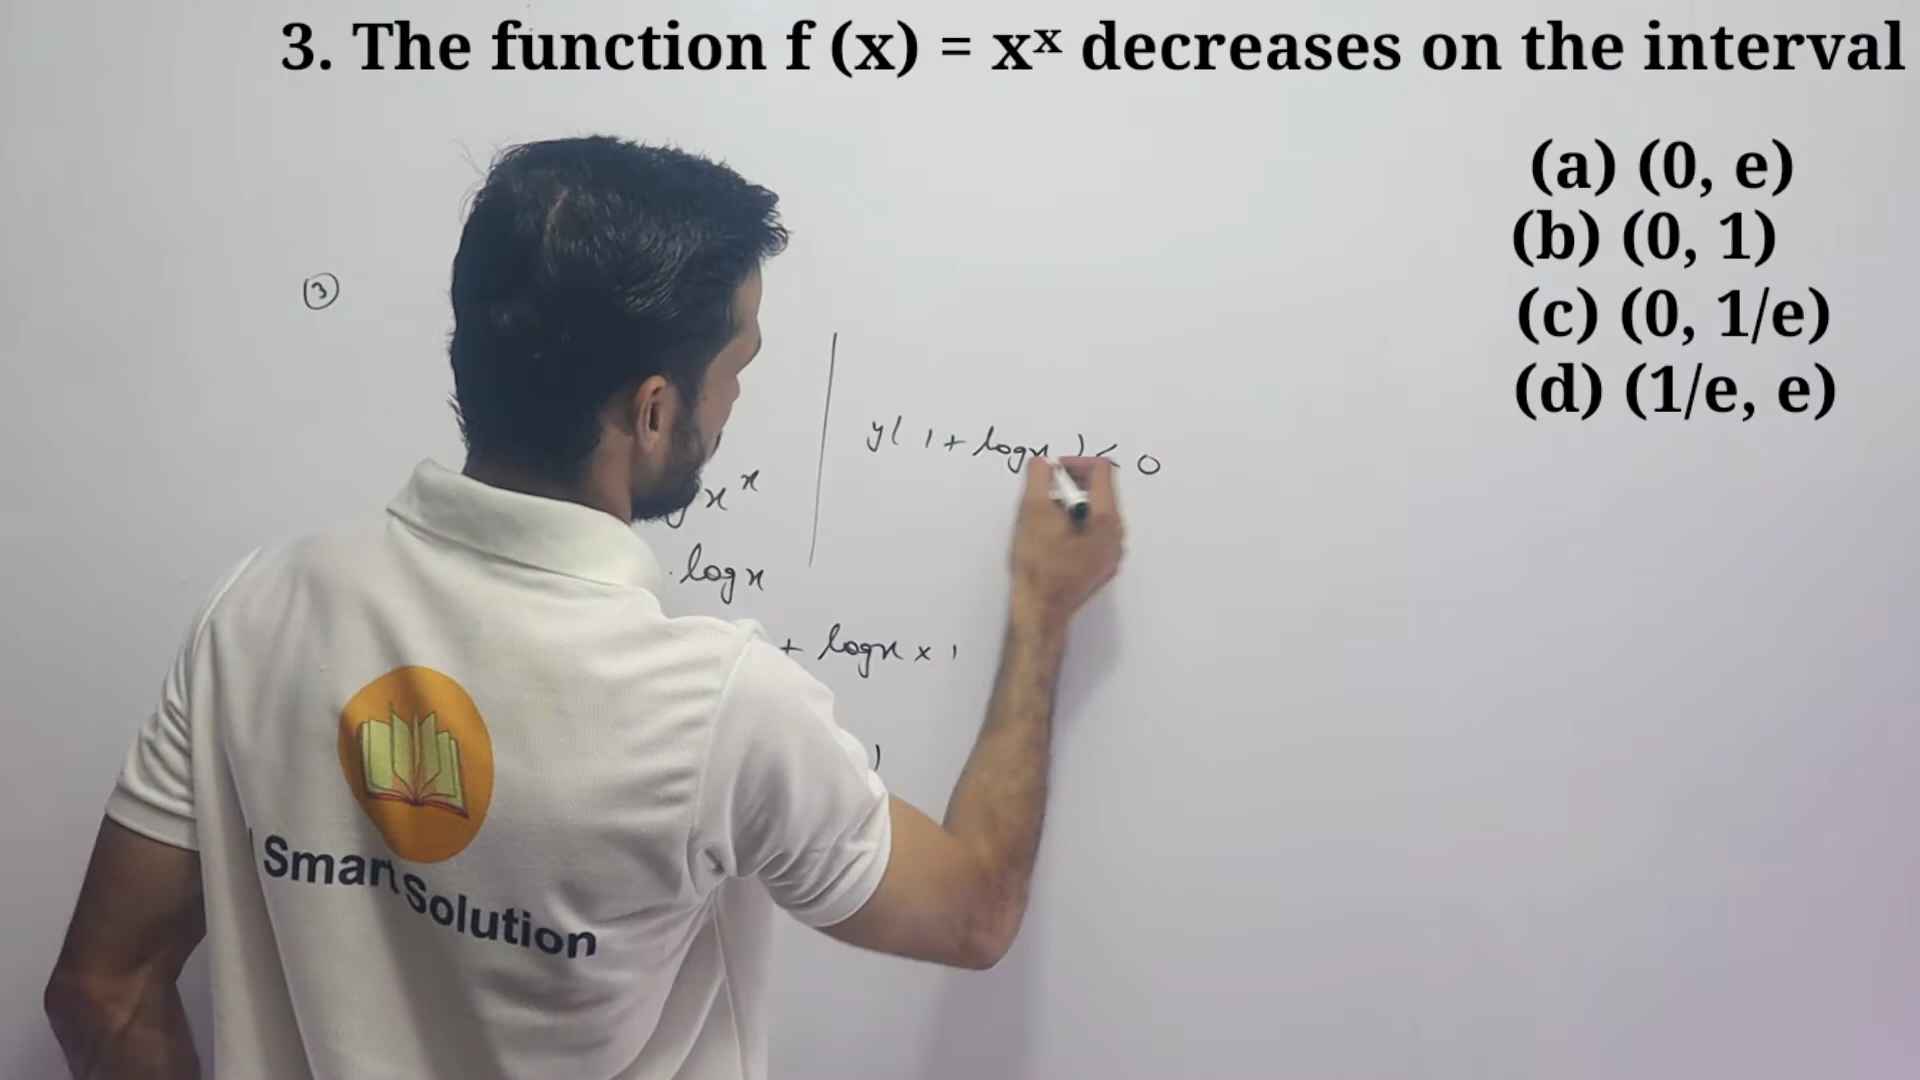 3. The function f (x) = xˣ decreases on the interval
(a) (0, e)
(b) (0, 1)
(c) (0, 1/e)
(d) (1/e, e)
3
y( 1 + logx ) < 0
x ˣ
. logx
+ logx × 1
)
Smart Solution